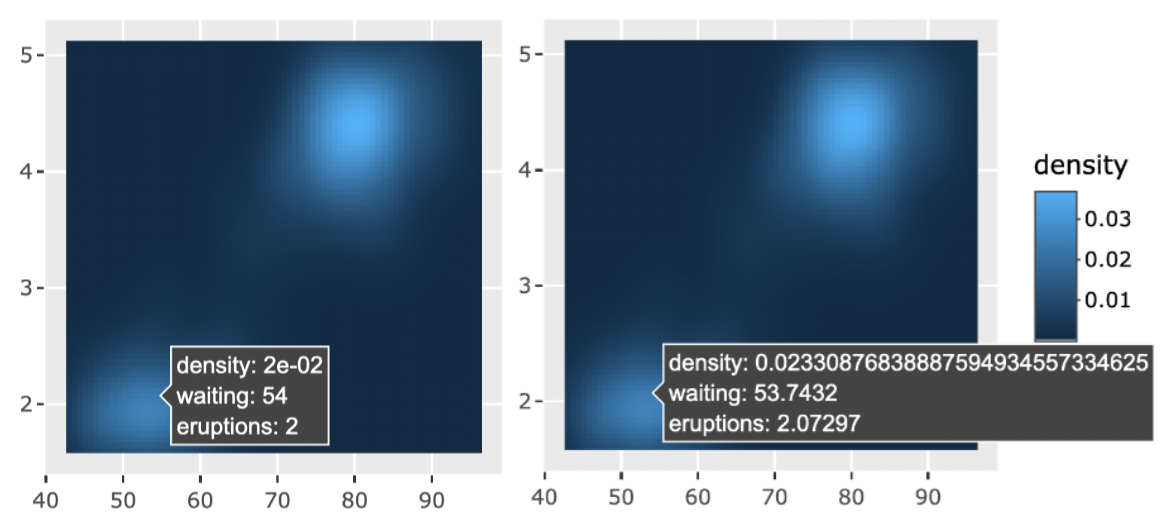 5
4
3
2
density: 2e-02
waiting: 54
eruptions: 2
40 50 60 70 80 90
5
4
3
2
density: 0.02330876838887594934557334625
waiting: 53.7432
eruptions: 2.07297
40 50 60 70 80 90
density
0.03
0.02
0.01